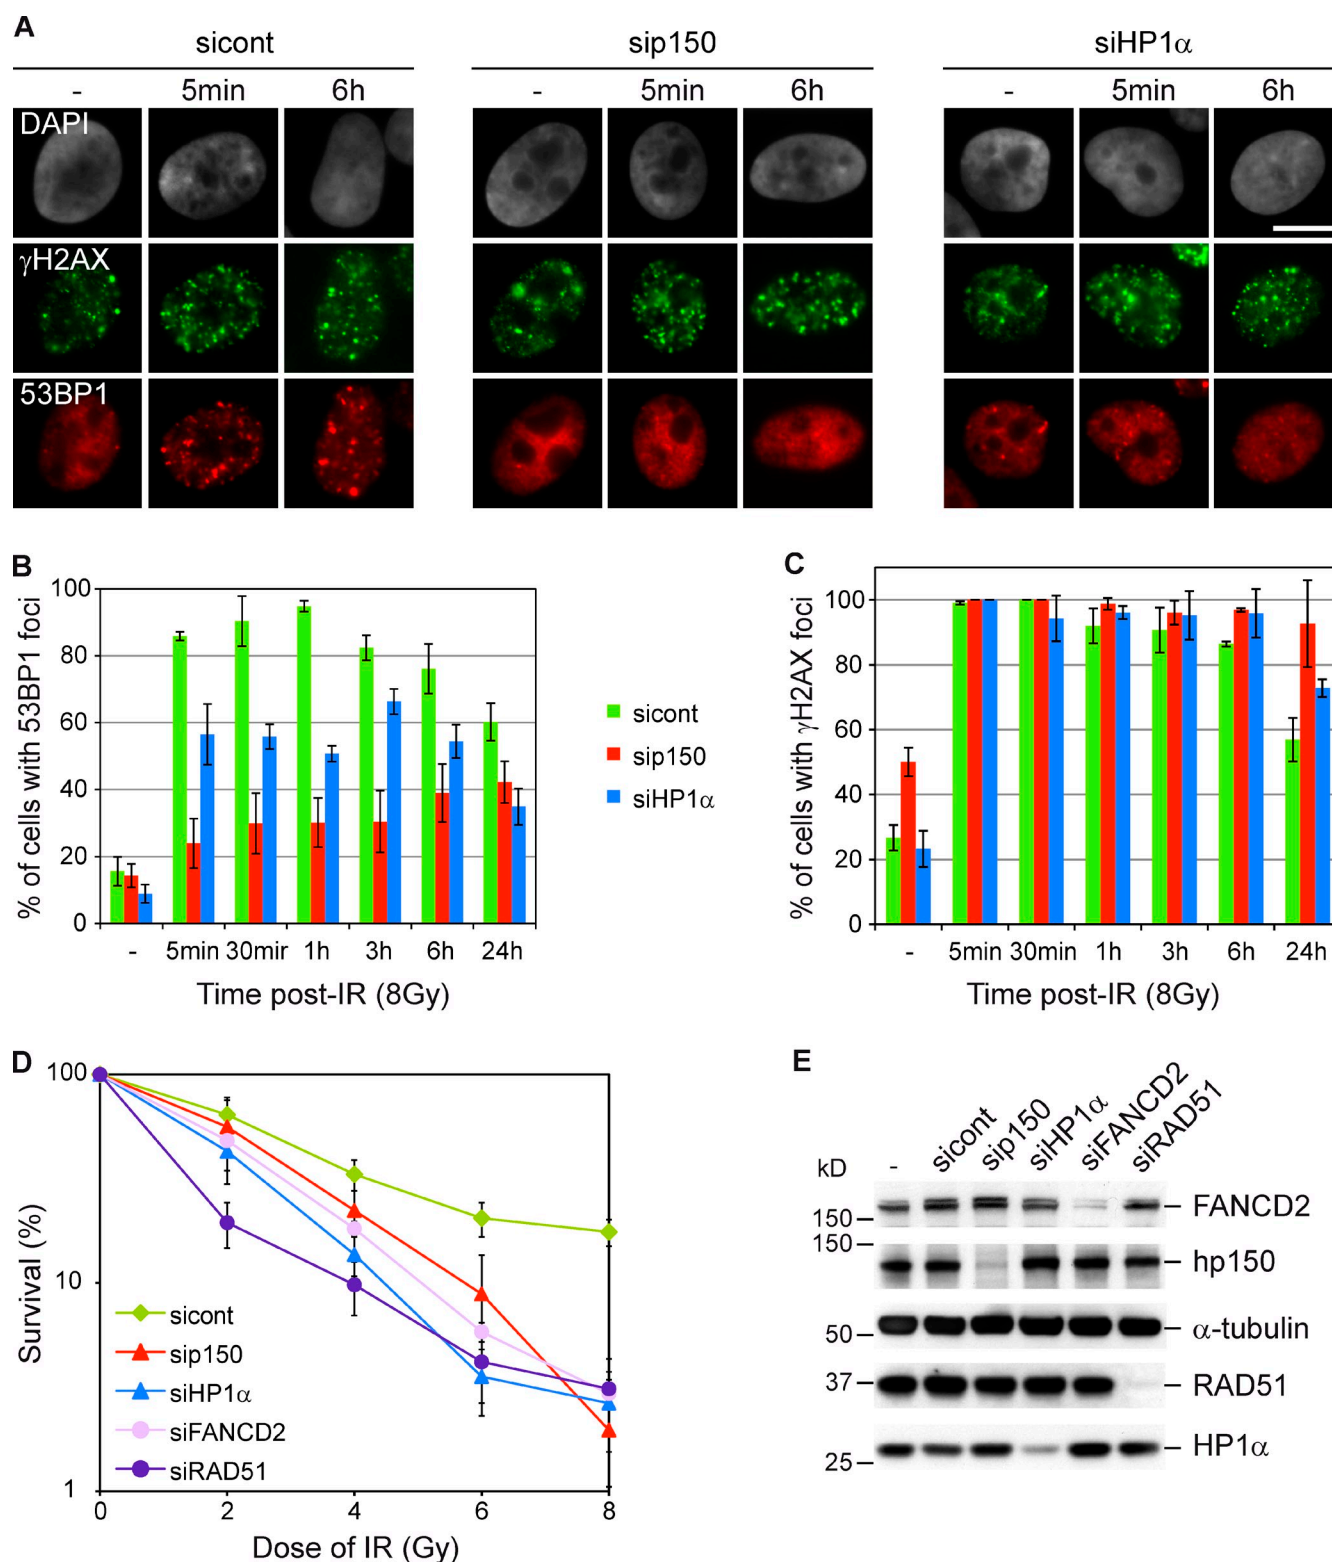 A
sicont sip150 siHP1α
- 5min 6h - 5min 6h - 5min 6h
DAPI
γH2AX
53BP1
B
% of cells with 53BP1 foci
100
80
60
40
20
0
- 5min 30mir 1h 3h 6h 24h
Time post-IR (8Gy)
sicont
sip150
siHP1α
C
% of cells with γH2AX foci
100
80
60
40
20
0
- 5min 30min 1h 3h 6h 24h
Time post-IR (8Gy)
D
Survival (%)
100
10
1
sicont
sip150
siHP1α
siFANCD2
siRAD51
0 2 4 6 8
Dose of IR (Gy)
E
kD - sicont sip150 siHP1α siFANCD2 siRAD51
150 FANCD2
150 hp150
50 α-tubulin
37 RAD51
25 HP1α